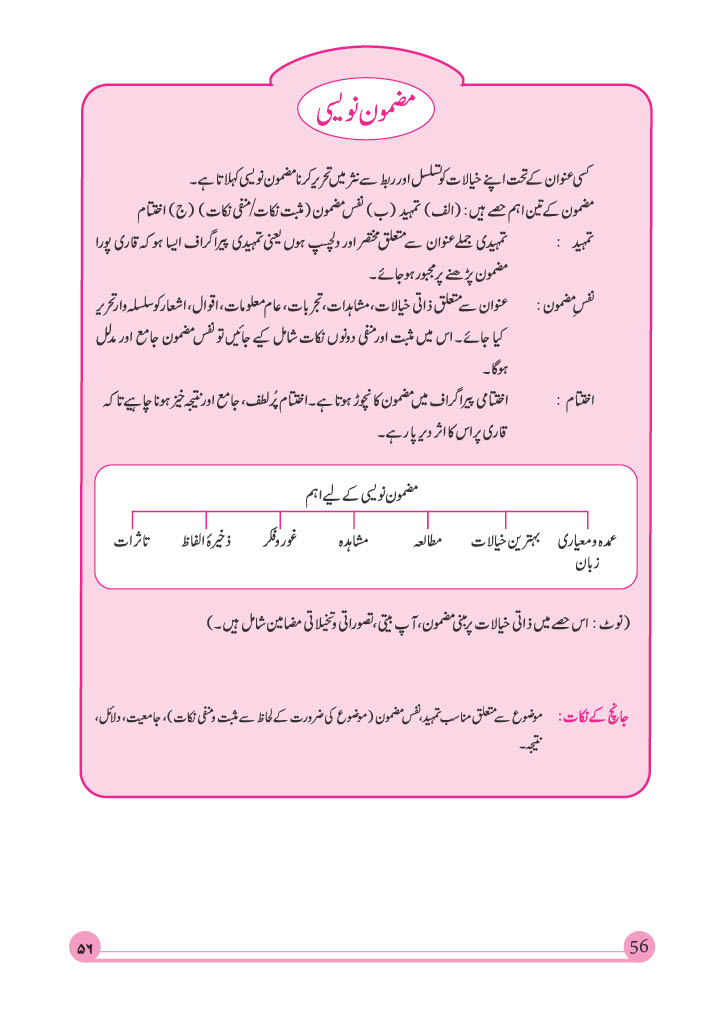 مضمون نویسی
کسی عنوان کے تحت اپنے خیالات کو تسلسل اور ربط سے نثر میں تحریر کرنا مضمون نویسی کہلاتا ہے۔
مضمون کے تین اہم حصے ہیں: (الف) تمہید (ب) نفس مضمون (مثبت نکات/منفی نکات) (ج) اختتام
تمہید : تمہیدی جملے عنوان سے متعلق مختصر اور دلچسپ ہوں یعنی تمہیدی پیراگراف ایسا ہو کہ قاری پورا
مضمون پڑھنے پر مجبور ہو جائے۔
نفسِ مضمون : عنوان سے متعلق ذاتی خیالات، مشاہدات، تجربات، عام معلومات، اقوال، اشعار کو سلسلہ وار تحریر
کیا جائے۔ اس میں مثبت اور منفی دونوں نکات شامل کیے جائیں تو نفس مضمون جامع اور مدلل
ہوگا۔
اختتام : اختتامی پیراگراف میں مضمون کا نچوڑ ہوتا ہے۔ اختتام پُر لطف، جامع اور نتیجہ خیز ہونا چاہیے تا کہ
قاری پر اس کا اثر دیر پا رہے۔
مضمون نویسی کے لیے اہم
عمدہ و معیاری بہترین خیالات مطالعہ مشاہدہ غور و فکر ذخیرۂ الفاظ تاثرات
زبان
(نوٹ : اس حصے میں ذاتی خیالات پر مبنی مضمون، آپ بیتی، تصوراتی و تخیلاتی مضامین شامل ہیں۔)
جانچ کے نکات : موضوع سے متعلق مناسب تمہید، نفس مضمون (موضوع کی ضرورت کے لحاظ سے مثبت و منفی نکات)، جامعیت، دلائل،
نتیجہ۔
56 ۵۶